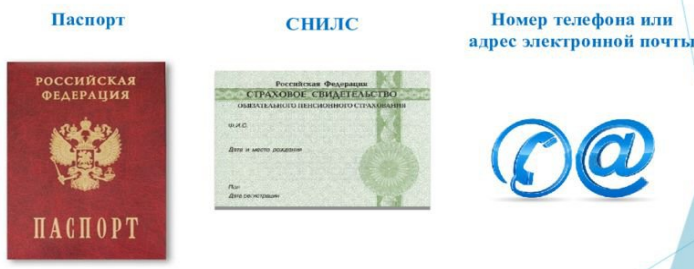 Паспорт
СНИЛС
Номер телефона или
адрес электронной почты
РОССИЙСКАЯ
ФЕДЕРАЦИЯ
ПАСПОРТ
Российская Федерация
СТРАХОВОЕ СВИДЕТЕЛЬСТВО
ОБЯЗАТЕЛЬНОГО ПЕНСИОННОГО СТРАХОВАНИЯ
Ф.И.О.
Дата и место рождения
Пол
Дата регистрации
@